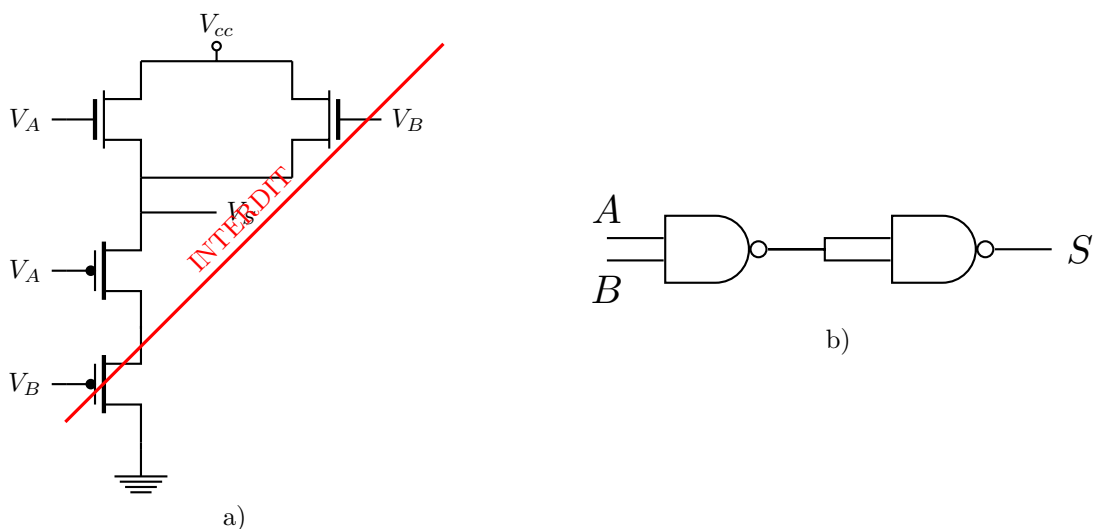 V_cc
V_A
V_B
V_S
INTERDIT
V_A
V_B
a)
A
B
S
b)